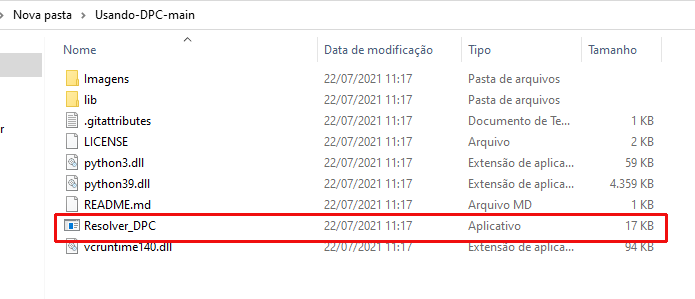 Nova pasta > Usando-DPC-main
Nome Data de modificação Tipo Tamanho
Imagens 22/07/2021 11:17 Pasta de arquivos
lib 22/07/2021 11:17 Pasta de arquivos
.gitattributes 22/07/2021 11:17 Documento de Te... 1 KB
LICENSE 22/07/2021 11:17 Arquivo 2 KB
python3.dll 22/07/2021 11:17 Extensão de aplica... 59 KB
python39.dll 22/07/2021 11:17 Extensão de aplica... 4.359 KB
README.md 22/07/2021 11:17 Arquivo MD 1 KB
r
Resolver_DPC 22/07/2021 11:17 Aplicativo 17 KB
vcruntime140.dll 22/07/2021 11:17 Extensão de aplica... 94 KB